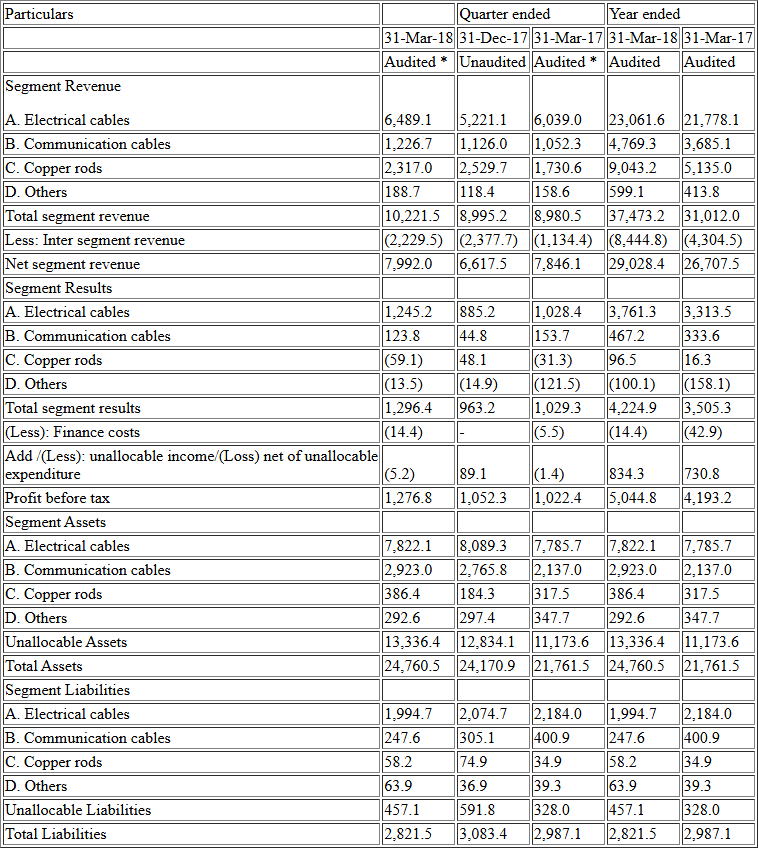 Particulars Quarter ended Year ended
31-Mar-18 31-Dec-17 31-Mar-17 31-Mar-18 31-Mar-17
Audited * Unaudited Audited * Audited Audited
Segment Revenue
A. Electrical cables 6,489.1 5,221.1 6,039.0 23,061.6 21,778.1
B. Communication cables 1,226.7 1,126.0 1,052.3 4,769.3 3,685.1
C. Copper rods 2,317.0 2,529.7 1,730.6 9,043.2 5,135.0
D. Others 188.7 118.4 158.6 599.1 413.8
Total segment revenue 10,221.5 8,995.2 8,980.5 37,473.2 31,012.0
Less: Inter segment revenue (2,229.5) (2,377.7) (1,134.4) (8,444.8) (4,304.5)
Net segment revenue 7,992.0 6,617.5 7,846.1 29,028.4 26,707.5
Segment Results
A. Electrical cables 1,245.2 885.2 1,028.4 3,761.3 3,313.5
B. Communication cables 123.8 44.8 153.7 467.2 333.6
C. Copper rods (59.1) 48.1 (31.3) 96.5 16.3
D. Others (13.5) (14.9) (121.5) (100.1) (158.1)
Total segment results 1,296.4 963.2 1,029.3 4,224.9 3,505.3
(Less): Finance costs (14.4) - (5.5) (14.4) (42.9)
Add /(Less): unallocable income/(Loss) net of unallocable
expenditure (5.2) 89.1 (1.4) 834.3 730.8
Profit before tax 1,276.8 1,052.3 1,022.4 5,044.8 4,193.2
Segment Assets
A. Electrical cables 7,822.1 8,089.3 7,785.7 7,822.1 7,785.7
B. Communication cables 2,923.0 2,765.8 2,137.0 2,923.0 2,137.0
C. Copper rods 386.4 184.3 317.5 386.4 317.5
D. Others 292.6 297.4 347.7 292.6 347.7
Unallocable Assets 13,336.4 12,834.1 11,173.6 13,336.4 11,173.6
Total Assets 24,760.5 24,170.9 21,761.5 24,760.5 21,761.5
Segment Liabilities
A. Electrical cables 1,994.7 2,074.7 2,184.0 1,994.7 2,184.0
B. Communication cables 247.6 305.1 400.9 247.6 400.9
C. Copper rods 58.2 74.9 34.9 58.2 34.9
D. Others 63.9 36.9 39.3 63.9 39.3
Unallocable Liabilities 457.1 591.8 328.0 457.1 328.0
Total Liabilities 2,821.5 3,083.4 2,987.1 2,821.5 2,987.1